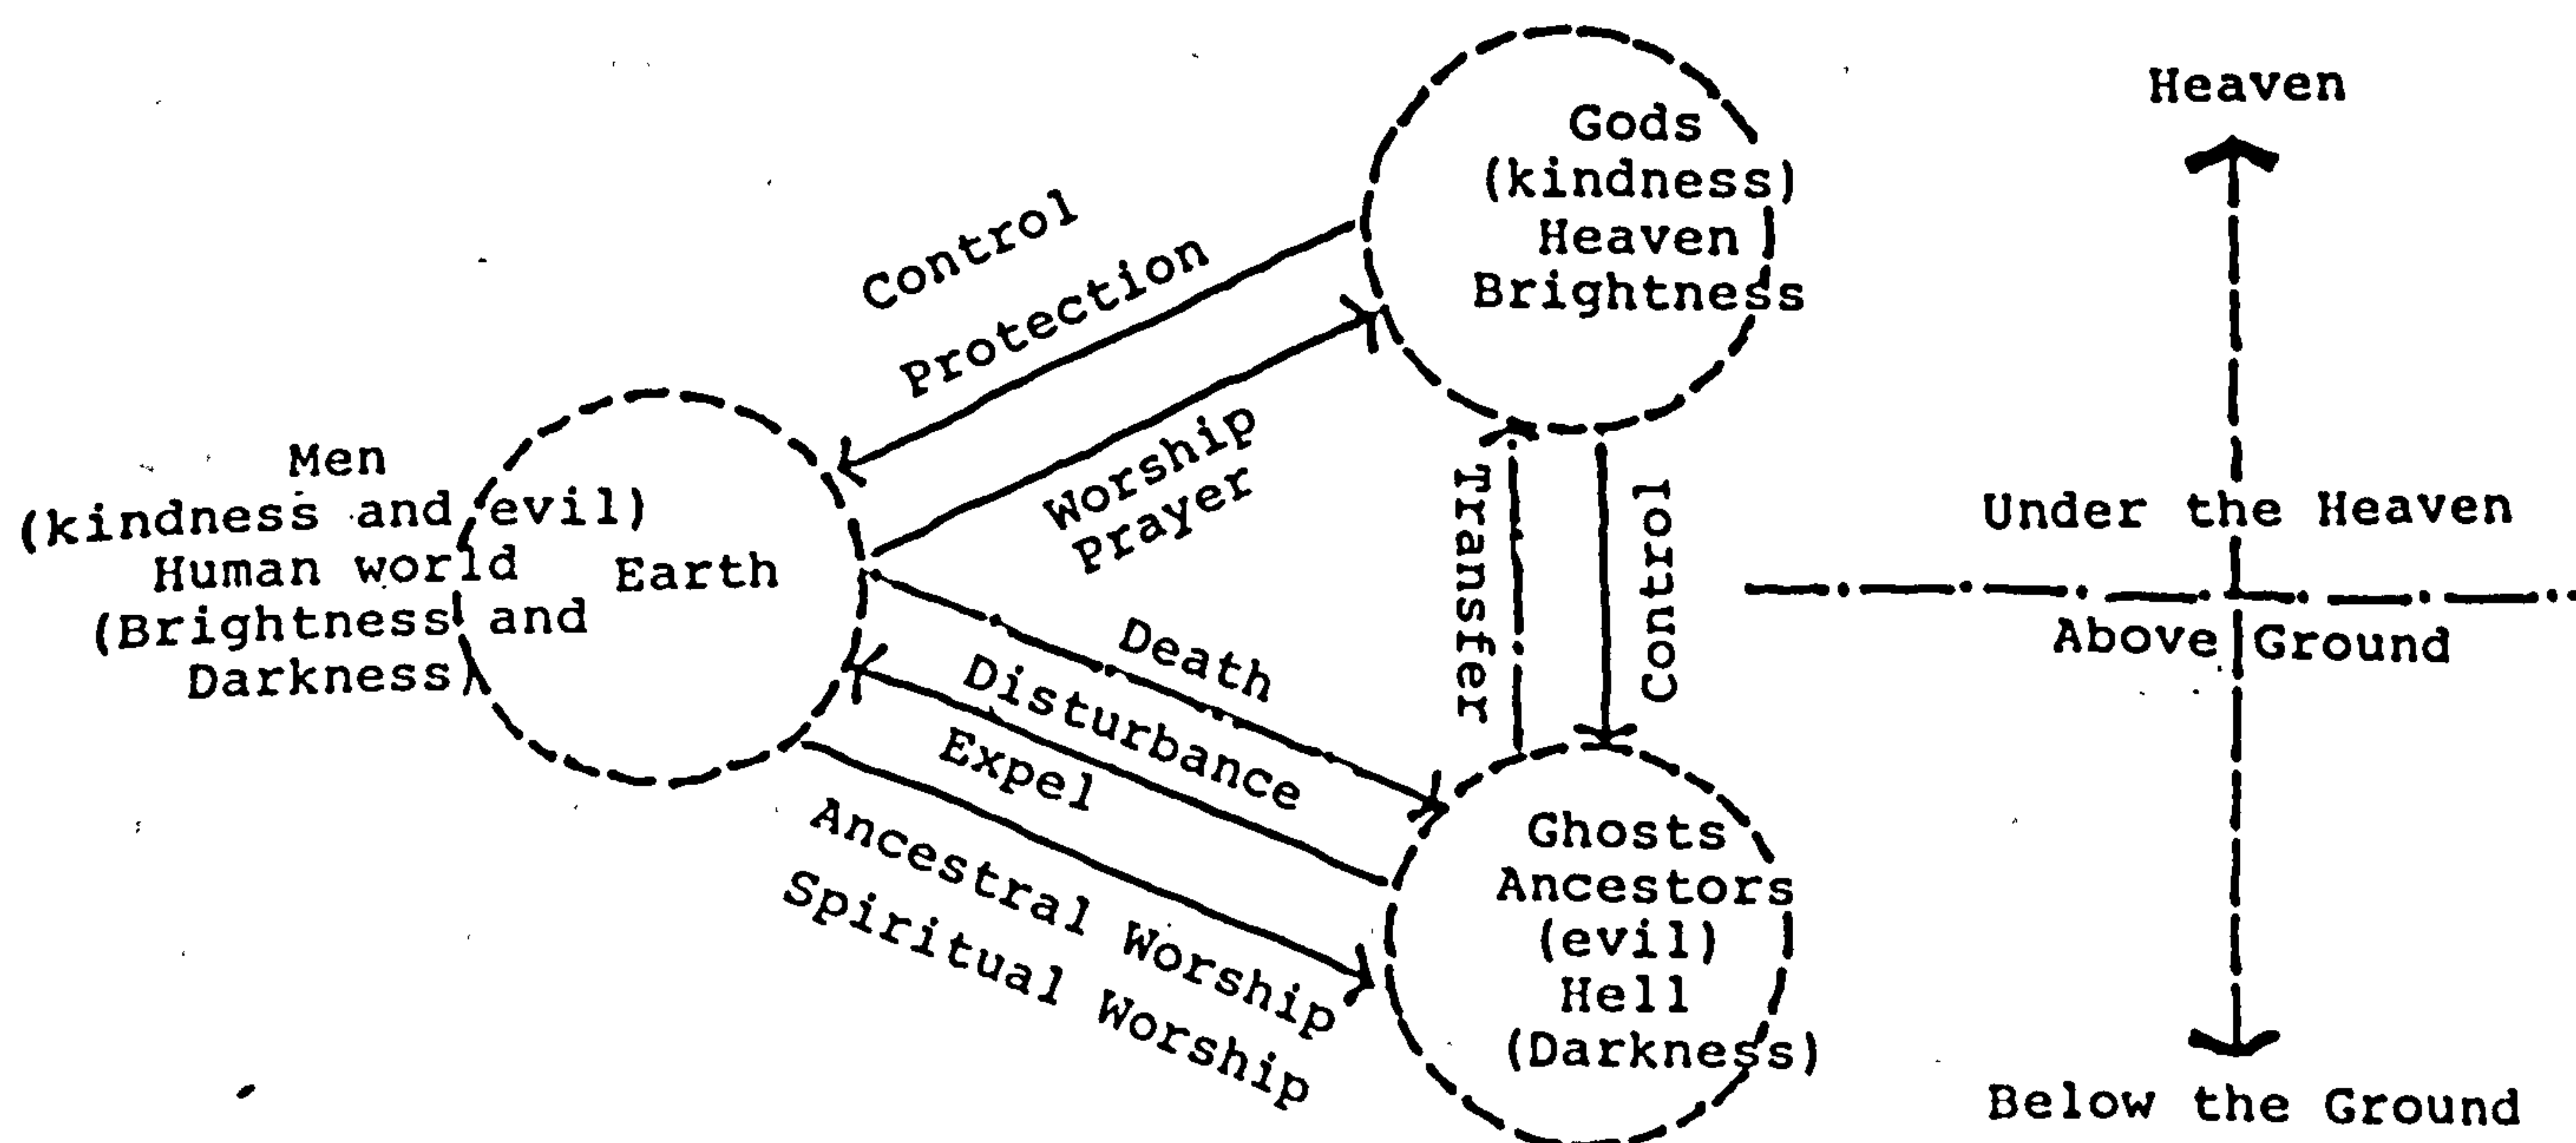 Heaven
Gods
(kindness)
Heaven
Brightness
Control
Protection
Worship
Prayer
Men
(kindness and evil)
Human world
Earth
(Brightness and
Darkness)
Transfer
Control
Under the Heaven
Above Ground
Death
Disturbance
Expel
Ancestral Worship
Spiritual Worship
Ghosts
Ancestors
(evil)
Hell
(Darkness)
Below the Ground